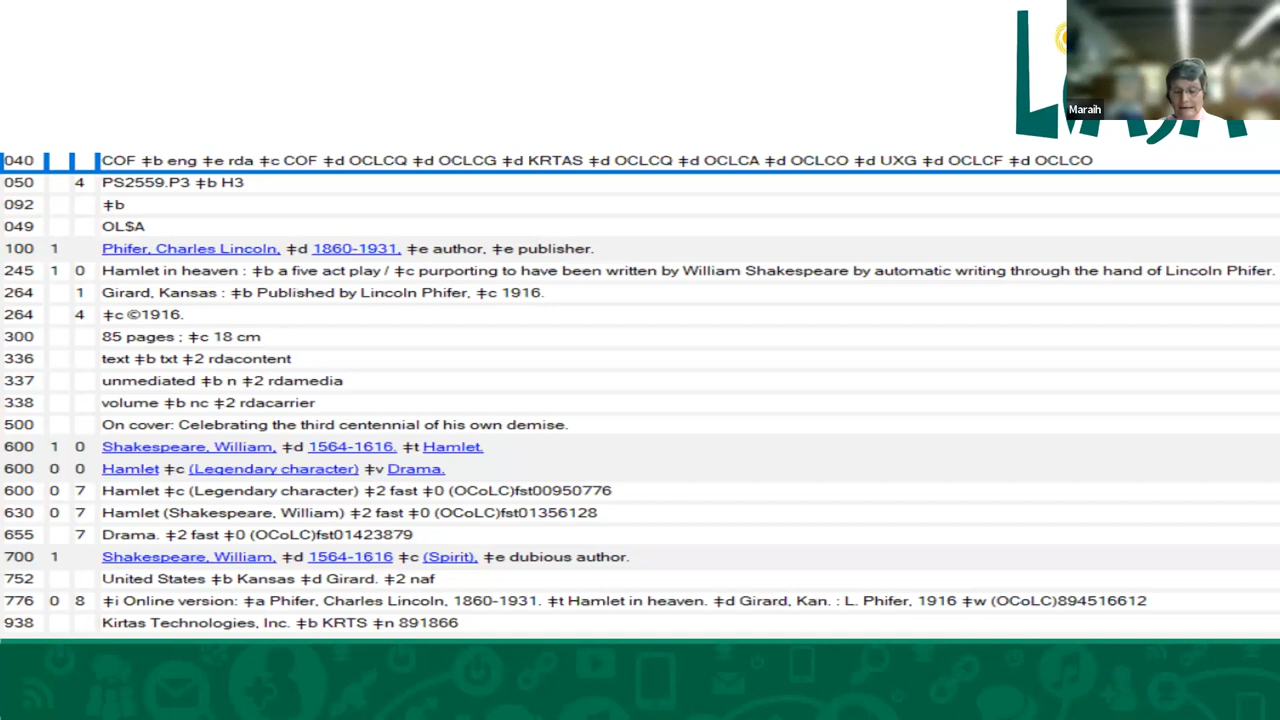 Maraih
040 COF ‡b eng ‡e rda ‡c COF ‡d OCLCQ ‡d OCLCG ‡d KRTAS ‡d OCLCQ ‡d OCLCA ‡d OCLCO ‡d UXG ‡d OCLCF ‡d OCLCO
050 4 PS2559.P3 ‡b H3
092 ‡b
049 OL$A
100 1 Phifer, Charles Lincoln, ‡d 1860-1931, ‡e author, ‡e publisher.
245 1 0 Hamlet in heaven : ‡b a five act play / ‡c purporting to have been written by William Shakespeare by automatic writing through the hand of Lincoln Phifer.
264 1 Girard, Kansas : ‡b Published by Lincoln Phifer, ‡c 1916.
264 4 ‡c ©1916.
300 85 pages ; ‡c 18 cm
336 text ‡b txt ‡2 rdacontent
337 unmediated ‡b n ‡2 rdamedia
338 volume ‡b nc ‡2 rdacarrier
500 On cover: Celebrating the third centennial of his own demise.
600 1 0 Shakespeare, William, ‡d 1564-1616. ‡t Hamlet.
600 0 0 Hamlet ‡c (Legendary character) ‡v Drama.
600 0 7 Hamlet ‡c (Legendary character) ‡2 fast ‡0 (OCoLC)fst00950776
630 0 7 Hamlet (Shakespeare, William) ‡2 fast ‡0 (OCoLC)fst01356128
655 7 Drama. ‡2 fast ‡0 (OCoLC)fst01423879
700 1 Shakespeare, William, ‡d 1564-1616 ‡c (Spirit), ‡e dubious author.
752 United States ‡b Kansas ‡d Girard. ‡2 naf
776 0 8 ‡i Online version: ‡a Phifer, Charles Lincoln, 1860-1931. ‡t Hamlet in heaven. ‡d Girard, Kan. : L. Phifer, 1916 ‡w (OCoLC)894516612
938 Kirtas Technologies, Inc. ‡b KRTS ‡n 891866